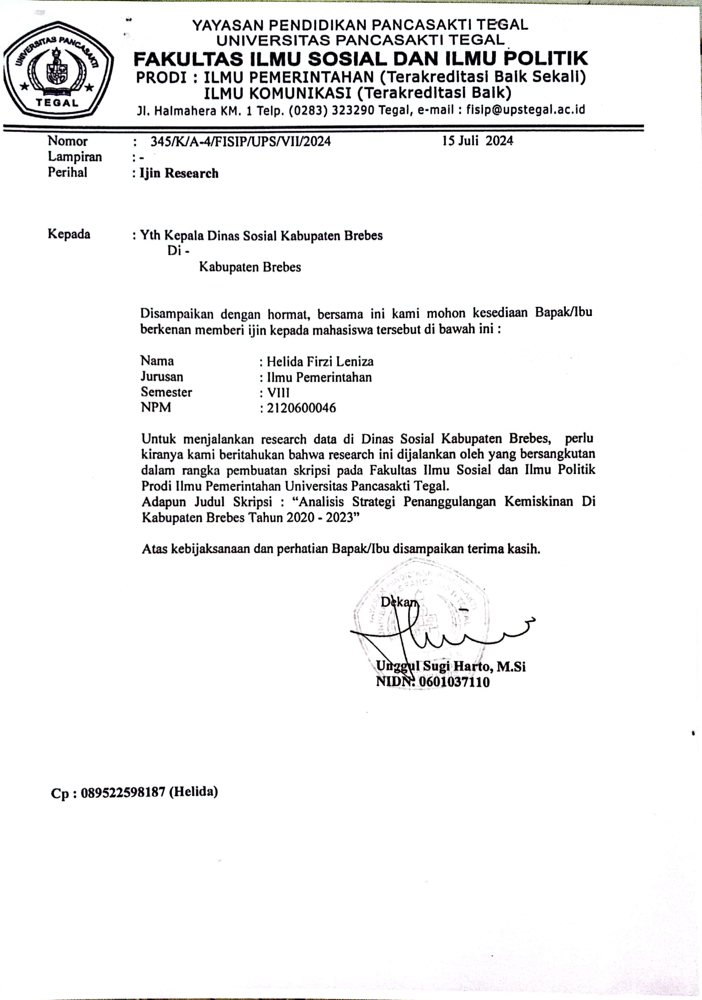 UNIVERSITAS PANCASAKTI
TEGAL
YAYASAN PENDIDIKAN PANCASAKTI TEGAL
UNIVERSITAS PANCASAKTI TEGAL
FAKULTAS ILMU SOSIAL DAN ILMU POLITIK
PRODI : ILMU PEMERINTAHAN (Terakreditasi Baik Sekali)
ILMU KOMUNIKASI (Terakreditasi Baik)
Jl. Halmahera KM. 1 Telp. (0283) 323290 Tegal, e-mail : fisip@upstegal.ac.id
Nomor : 345/K/A-4/FISIP/UPS/VII/2024 15 Juli 2024
Lampiran : -
Perihal : Ijin Research
Kepada : Yth Kepala Dinas Sosial Kabupaten Brebes
Di -
Kabupaten Brebes
Disampaikan dengan hormat, bersama ini kami mohon kesediaan Bapak/Ibu
berkenan memberi ijin kepada mahasiswa tersebut di bawah ini :
Nama : Helida Firzi Leniza
Jurusan : Ilmu Pemerintahan
Semester : VIII
NPM : 2120600046
Untuk menjalankan research data di Dinas Sosial Kabupaten Brebes, perlu
kiranya kami beritahukan bahwa research ini dijalankan oleh yang bersangkutan
dalam rangka pembuatan skripsi pada Fakultas Ilmu Sosial dan Ilmu Politik
Prodi Ilmu Pemerintahan Universitas Pancasakti Tegal.
Adapun Judul Skripsi : “Analisis Strategi Penanggulangan Kemiskinan Di
Kabupaten Brebes Tahun 2020 - 2023”
Atas kebijaksanaan dan perhatian Bapak/Ibu disampaikan terima kasih.
Dekan
Unggul Sugi Harto, M.Si
NIDN: 0601037110
Cp : 089522598187 (Helida)